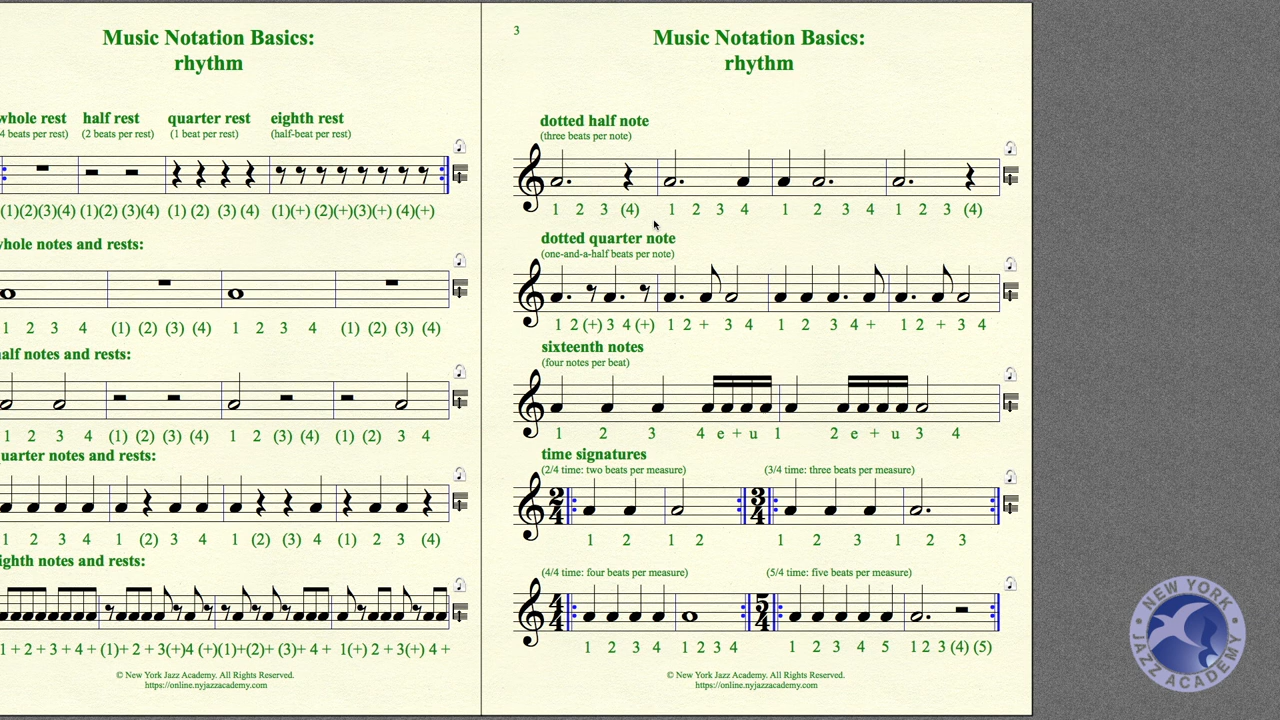 Music Notation Basics:
rhythm
whole rest half rest quarter rest eighth rest
4 beats per rest) (2 beats per rest) (1 beat per rest) (half-beat per rest)
(1)(2)(3)(4) (1)(2) (3)(4) (1) (2) (3) (4) (1)(+) (2)(+)(3)(+) (4)(+)
whole notes and rests:
1 2 3 4 (1) (2) (3) (4) 1 2 3 4 (1) (2) (3) (4)
half notes and rests:
1 2 3 4 (1) (2) (3) (4) 1 2 (3) (4) (1) (2) 3 4
quarter notes and rests:
1 2 3 4 1 (2) 3 4 1 (2) (3) 4 (1) 2 3 (4)
eighth notes and rests:
1 + 2 + 3 + 4 + (1)+ 2 + 3(+)4 (+)(1)+(2)+ (3)+ 4 + 1(+) 2 + 3(+) 4 +
© New York Jazz Academy. All Rights Reserved.
https://online.nyjazzacademy.com
3
Music Notation Basics:
rhythm
dotted half note
(three beats per note)
1 2 3 (4) 1 2 3 4 1 2 3 4 1 2 3 (4)
dotted quarter note
(one-and-a-half beats per note)
1 2 (+) 3 4 (+) 1 2 + 3 4 1 2 3 4 + 1 2 + 3 4
sixteenth notes
(four notes per beat)
1 2 3 4 e + u 1 2 e + u 3 4
time signatures
(2/4 time: two beats per measure) (3/4 time: three beats per measure)
2 3
4 4
1 2 1 2 1 2 3 1 2 3
(4/4 time: four beats per measure) (5/4 time: five beats per measure)
4 5
4 4
1 2 3 4 1 2 3 4 1 2 3 4 5 1 2 3 (4) (5)
© New York Jazz Academy. All Rights Reserved.
https://online.nyjazzacademy.com
NEW YORK
JAZZ ACADEMY